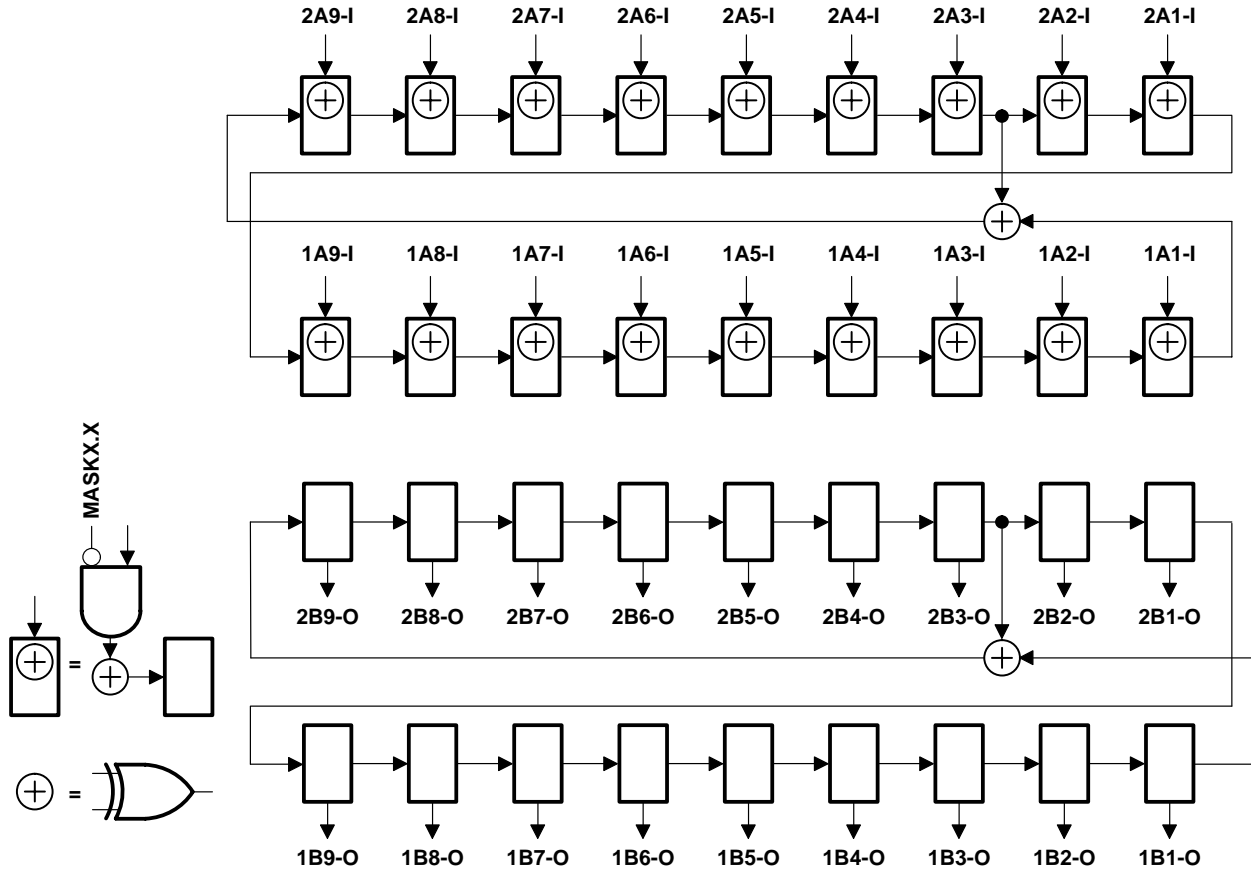 2A9-I 2A8-I 2A7-I 2A6-I 2A5-I 2A4-I 2A3-I 2A2-I 2A1-I
1A9-I 1A8-I 1A7-I 1A6-I 1A5-I 1A4-I 1A3-I 1A2-I 1A1-I
MASKX.X
2B9-O 2B8-O 2B7-O 2B6-O 2B5-O 2B4-O 2B3-O 2B2-O 2B1-O
=
=
1B9-O 1B8-O 1B7-O 1B6-O 1B5-O 1B4-O 1B3-O 1B2-O 1B1-O